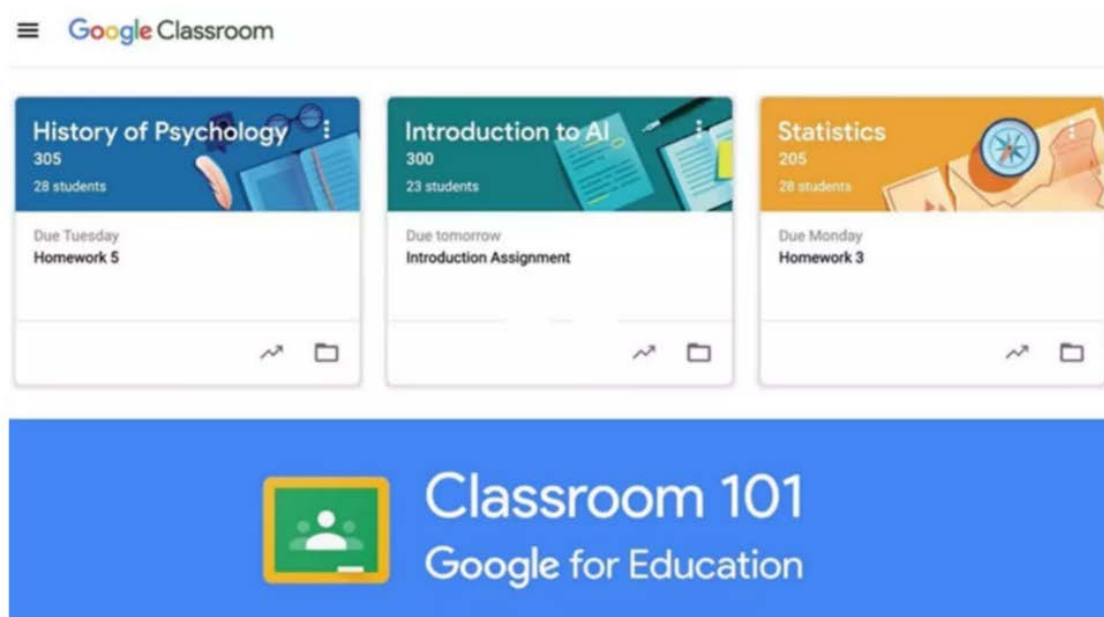 Google Classroom
History of Psychology
305
28 students
Due Tuesday
Homework 5
Introduction to AI
300
23 students
Due tomorrow
Introduction Assignment
Statistics
205
28 students
Due Monday
Homework 3
Classroom 101
Google for Education